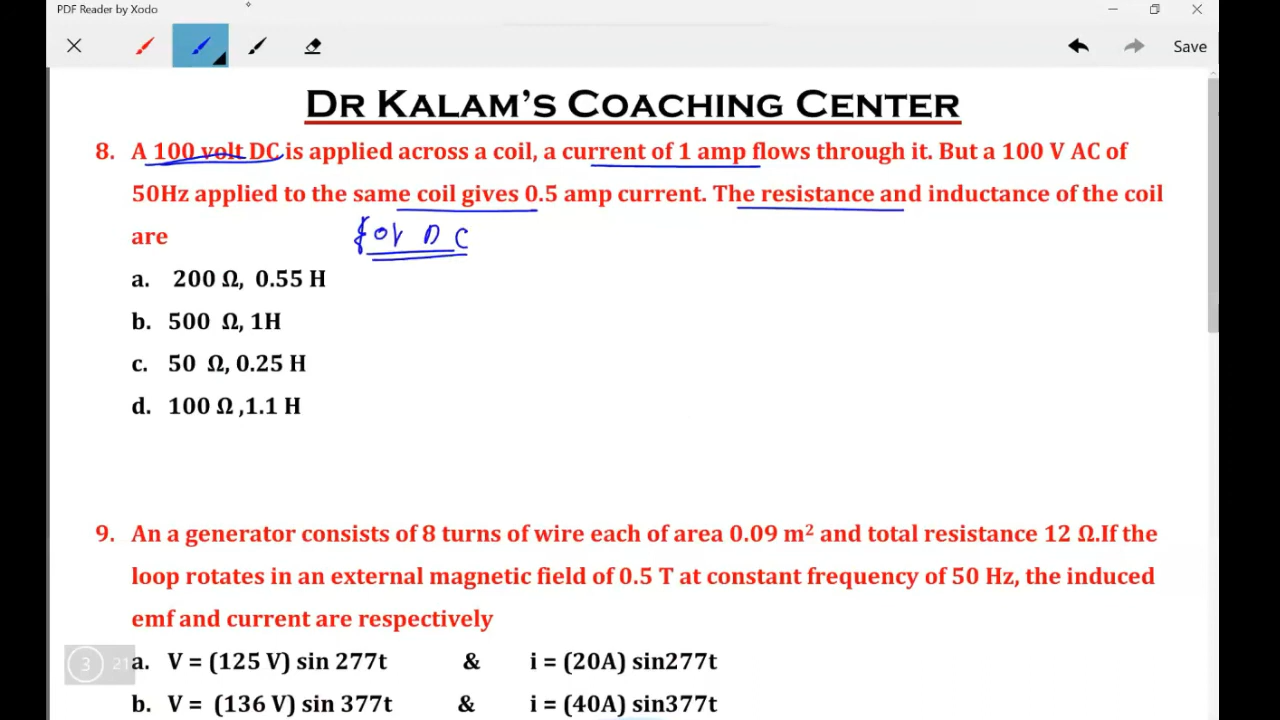 PDF Reader by Xodo
Save
DR KALAM'S COACHING CENTER
8. A 100 volt DC is applied across a coil, a current of 1 amp flows through it. But a 100 V AC of
50Hz applied to the same coil gives 0.5 amp current. The resistance and inductance of the coil
are
for DC
a. 200 Ω, 0.55 H
b. 500 Ω, 1H
c. 50 Ω, 0.25 H
d. 100 Ω ,1.1 H
9. An a generator consists of 8 turns of wire each of area 0.09 m² and total resistance 12 Ω.If the
loop rotates in an external magnetic field of 0.5 T at constant frequency of 50 Hz, the induced
emf and current are respectively
3 21
a. V = (125 V) sin 277t & i = (20A) sin277t
b. V = (136 V) sin 377t & i = (40A) sin377t